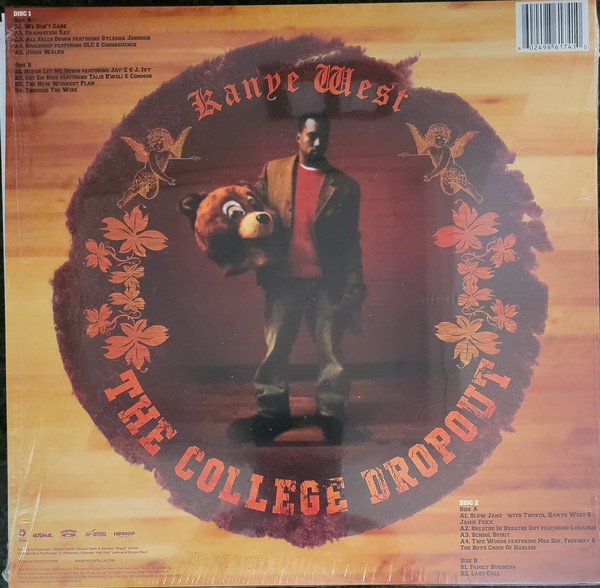 DISC 1
SIDE A
A2. WE DON'T CARE
A3. GRADUATION DAY
A3. ALL FALLS DOWN FEATURING SYLEENA JOHNSON
A4. SPACESHIP FEATURING GLC & CONSEQUENCE
A5. JESUS WALKS
SIDE B
B1. NEVER LET ME DOWN FEATURING JAY-Z & J. IVY
B2. GET EM HIGH FEATURING TALIB KWELI & COMMON
B3. THE NEW WORKOUT PLAN
B4. THROUGH THE WIRE
6 02498 61741 0
Kanye West
THE COLLEGE DROPOUT
DISC 2
SIDE A
A1. SLOW JAMZ WITH TWISTA, KANYE WEST &
JAMIE FOXX
A2. BREATHE IN BREATHE OUT FEATURING LUDACRIS
A3. SCHOOL SPIRIT
A4. TWO WORDS FEATURING MOS DEF, FREEWAY &
THE BOYS CHOIR OF HARLEM
SIDE B
B1. FAMILY BUSINESS
B2. LAST CALL